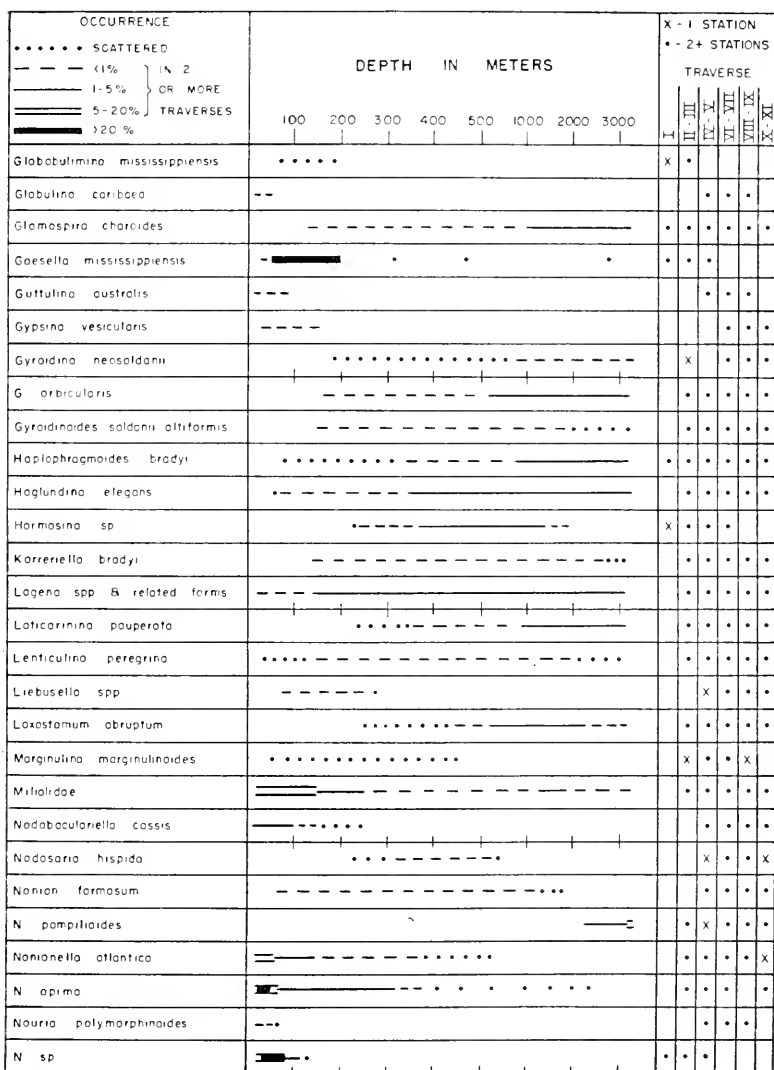 OCCURRENCE
SCATTERED
<1%
1-5%
5-20%
>20 %
IN 2
OR MORE
TRAVERSES
DEPTH IN METERS
100 200 300 400 500 1000 2000 3000
X - 1 STATION
• - 2+ STATIONS
TRAVERSE
I II-III IV-V VI-VII VIII-IX X-XI
Globobulimina mississippiensis X •
Globulina caribaea • • •
Glomospira charoides • • • • • •
Goesella mississippiensis • • •
Guttulina australis • • •
Gypsina vesicularis • • •
Gyroidina neosoldanii X • • •
G orbicularis • • • • •
Gyroidinoides soldanii altiformis • • • • •
Haplophragmoides bradyi • • • • • •
Hoglundina elegans • • • • •
Hormosina sp X • • •
Karreriella bradyi • • • • •
Lagena spp & related forms • • • • •
Laticarinina pauperata • • • • •
Lenticulina peregrina • • • • •
Liebusella spp X • • •
Loxostomum abruptum • • • • •
Marginulina marginulinoides X • • X
Miliolidae • • • • •
Nodobaculariella cassis • • • •
Nodosaria hispida X • • X
Nonion formosum • • • •
N pompilioides • X • • •
Nonionella atlantica • • • • X
N opima • • • • •
Nouria polymorphinoides • • •
N sp • • •